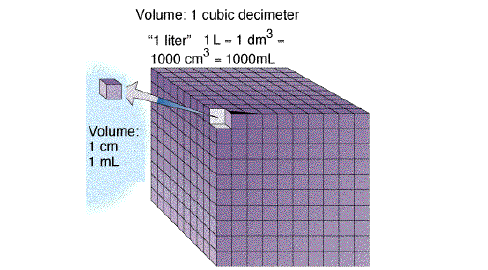 Volume: 1 cubic decimeter
“1 liter” 1 L – 1 dm³ –
1000 cm³ – 1000mL
Volume:
1 cm
1 mL